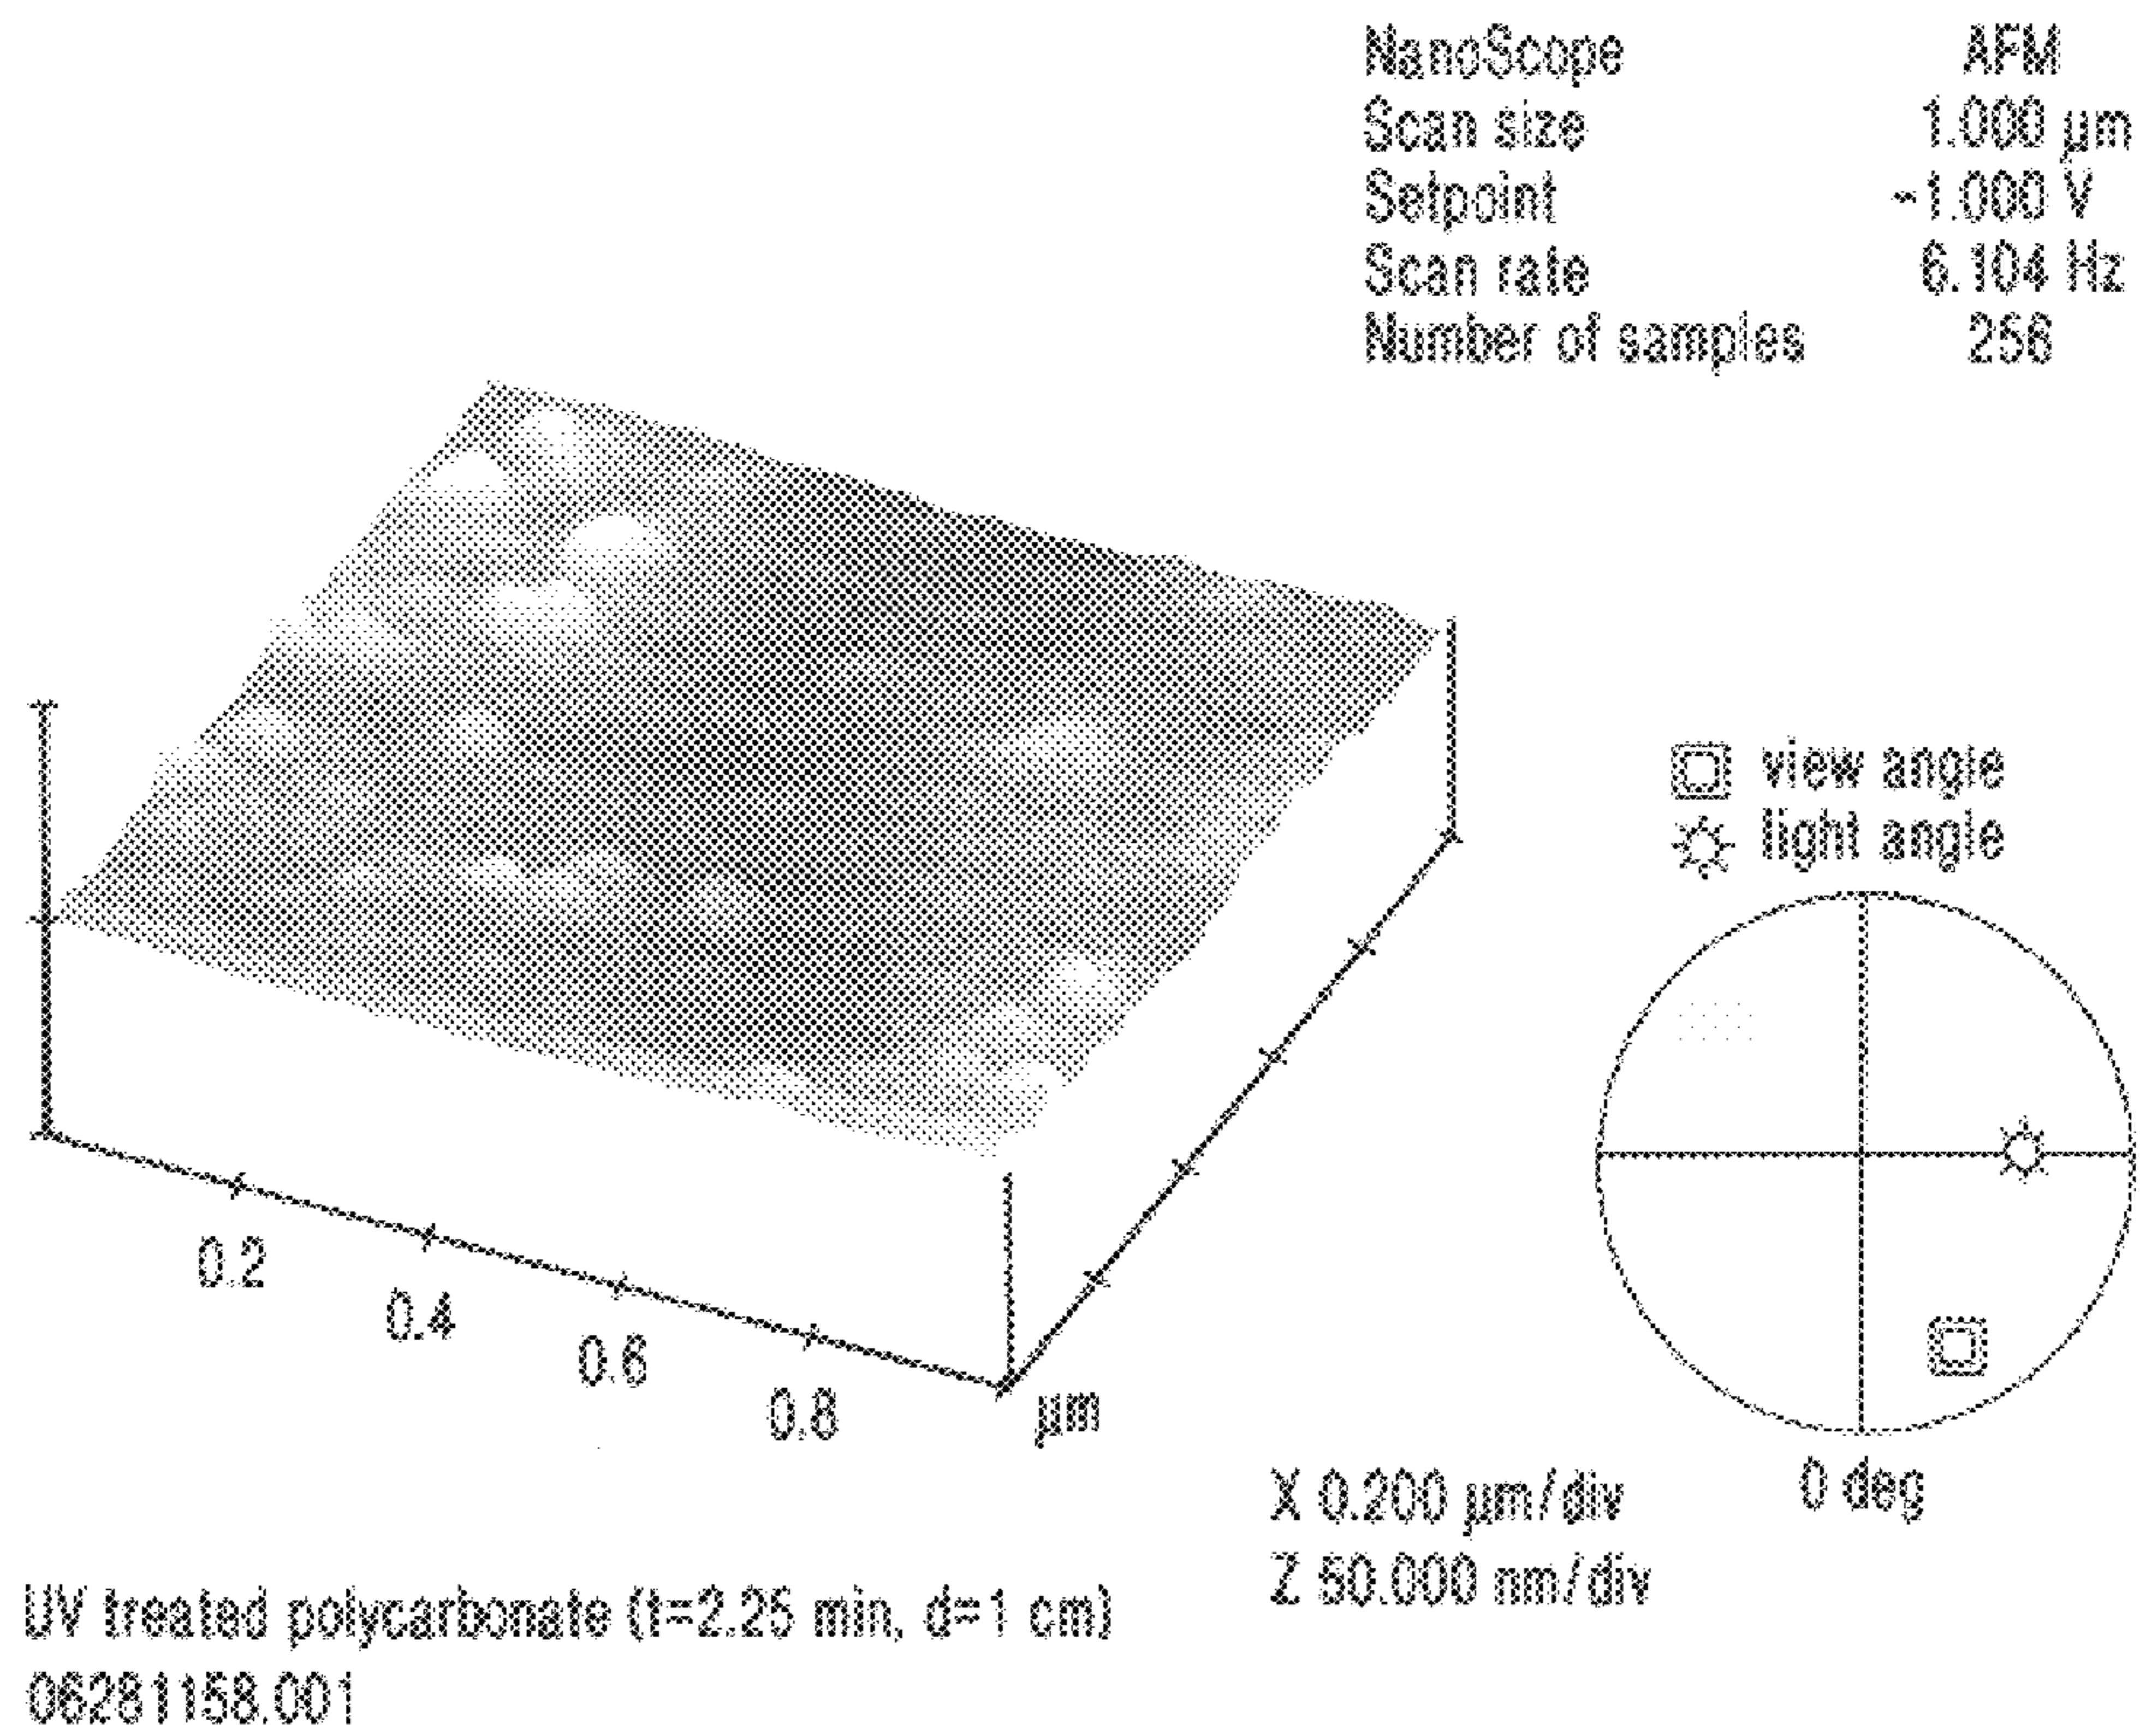 NanoScope AFM
Scan size 1.000 µm
Setpoint -1.000 V
Scan rate 6.104 Hz
Number of samples 256
view angle
light angle
0.2
0.4
0.6
0.8
µm
0 deg
X 0.200 µm/div
Z 50.000 nm/div
UV treated polycarbonate (t=2.25 min, d=1 cm)
06281158.001